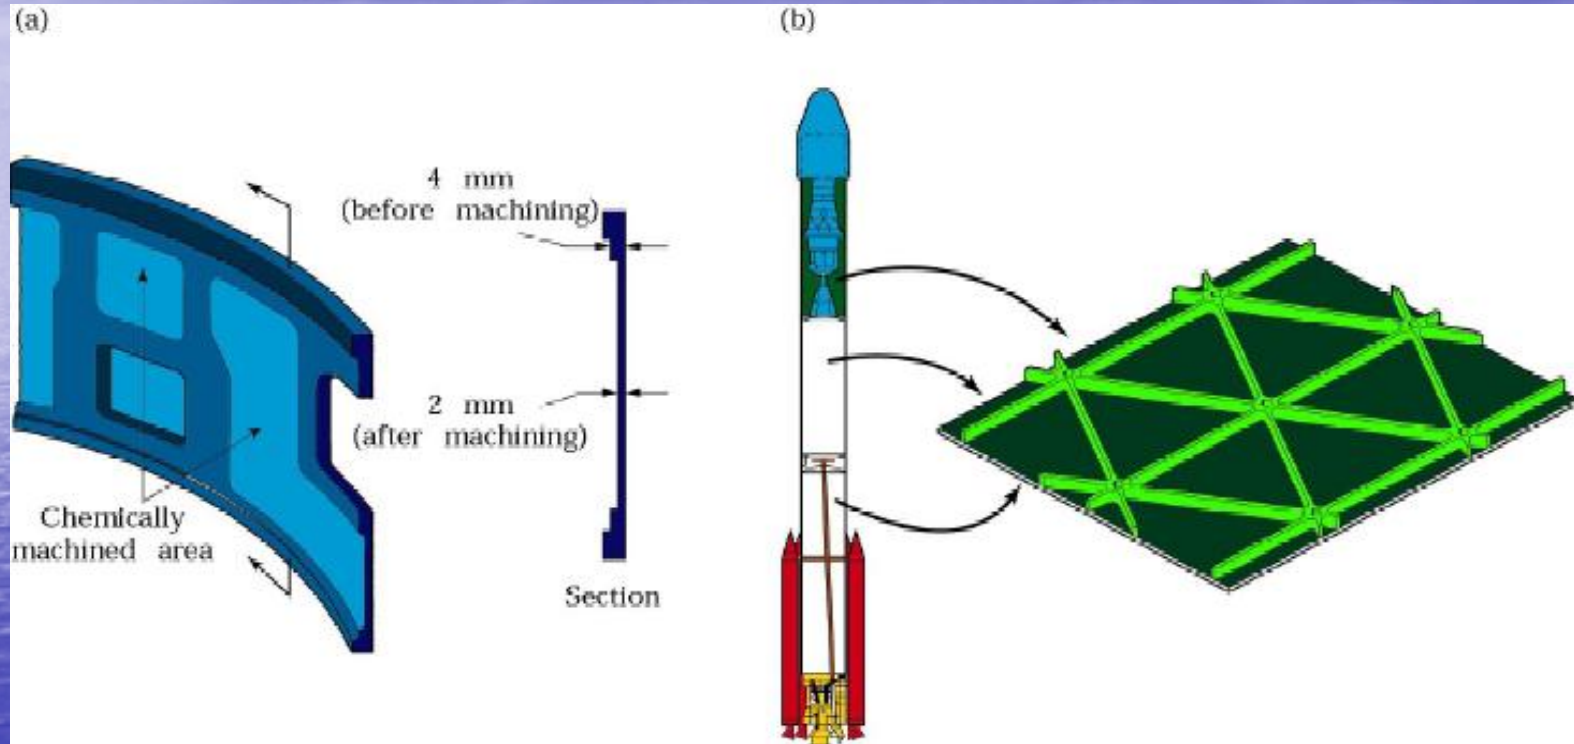 (a)
(b)
4 mm
(before machining)
2 mm
(after machining)
Chemically
machined area
Section